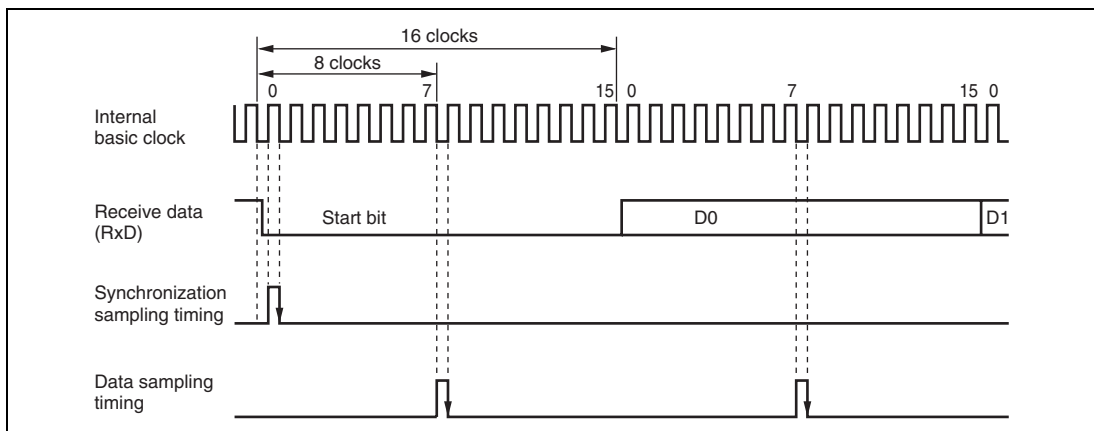 16 clocks
8 clocks
0 7 15 0 7 15 0
Internal
basic clock
Receive data
(RxD)
Start bit D0 D1
Synchronization
sampling timing
Data sampling
timing